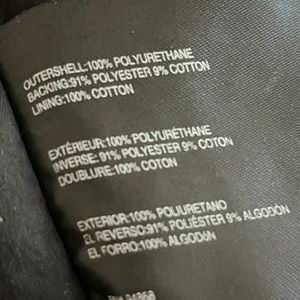 OUTERSHELL:100% POLYURETHANE
BACKING:91% POLYESTER 9% COTTON
LINING:100% COTTON
EXTÉRIEUR:100% POLYURÉTHANE
INVERSE: 91% POLYESTER 9% COTON
DOUBLURE: 100% COTON
EXTERIOR:100% POLIURETANO
EL REVERSO:91% POLIÉSTER 9% ALGODÓN
EL FORRO:100% ALGODÓN